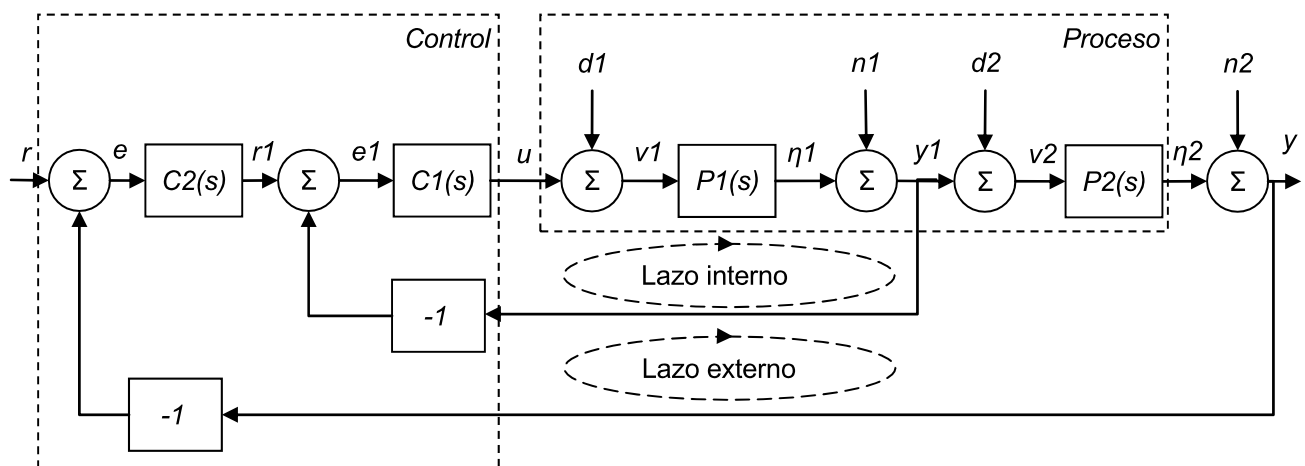 Control
Proceso
d1
n1
d2
n2
r
Σ
e
C2(s)
r1
Σ
e1
C1(s)
u
Σ
v1
P1(s)
η1
Σ
y1
Σ
v2
P2(s)
η2
Σ
y
Lazo interno
-1
Lazo externo
-1